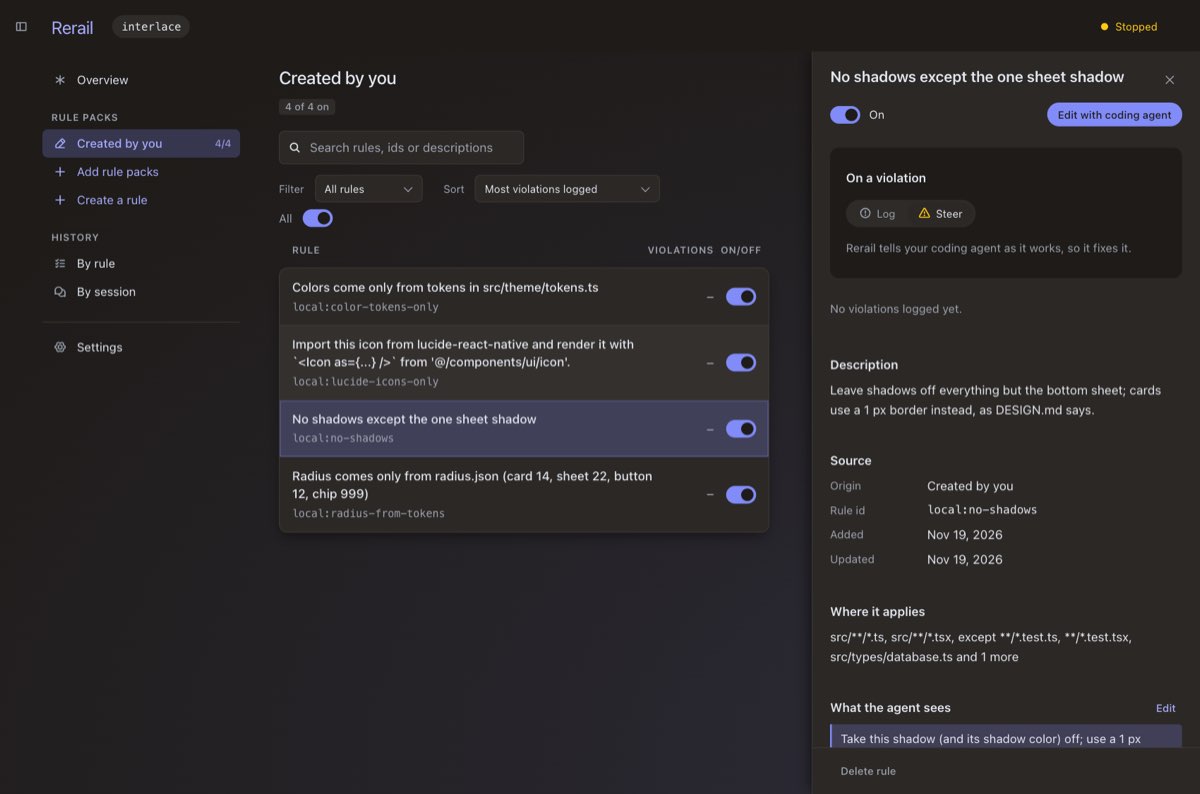 Rerail
interlace
Stopped
Overview
RULE PACKS
Created by you 4/4
Add rule packs
Create a rule
HISTORY
By rule
By session
Settings
Created by you
4 of 4 on
Search rules, ids or descriptions
Filter All rules Sort Most violations logged
All
RULE VIOLATIONS ON/OFF
Colors come only from tokens in src/theme/tokens.ts –
local:color-tokens-only
Import this icon from lucide-react-native and render it with
`<Icon as={...} />` from '@/components/ui/icon'. –
local:lucide-icons-only
No shadows except the one sheet shadow –
local:no-shadows
Radius comes only from radius.json (card 14, sheet 22, button
12, chip 999) –
local:radius-from-tokens
No shadows except the one sheet shadow
On Edit with coding agent
On a violation
Log Steer
Rerail tells your coding agent as it works, so it fixes it.
No violations logged yet.
Description
Leave shadows off everything but the bottom sheet; cards
use a 1 px border instead, as DESIGN.md says.
Source
Origin Created by you
Rule id local:no-shadows
Added Nov 19, 2026
Updated Nov 19, 2026
Where it applies
src/**/*.ts, src/**/*.tsx, except **/*.test.ts, **/*.test.tsx,
src/types/database.ts and 1 more
What the agent sees Edit
Take this shadow (and its shadow color) off; use a 1 px
Delete rule